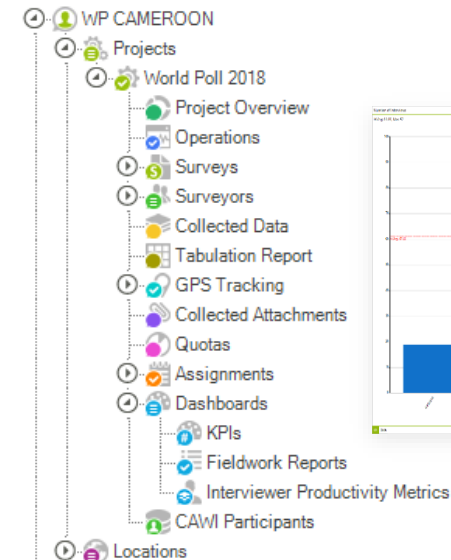 WP CAMEROON
Projects
World Poll 2018
Project Overview
Operations
Surveys
Surveyors
Collected Data
Tabulation Report
GPS Tracking
Collected Attachments
Quotas
Assignments
Dashboards
KPIs
Fieldwork Reports
Interviewer Productivity Metrics
CAWI Participants
Locations